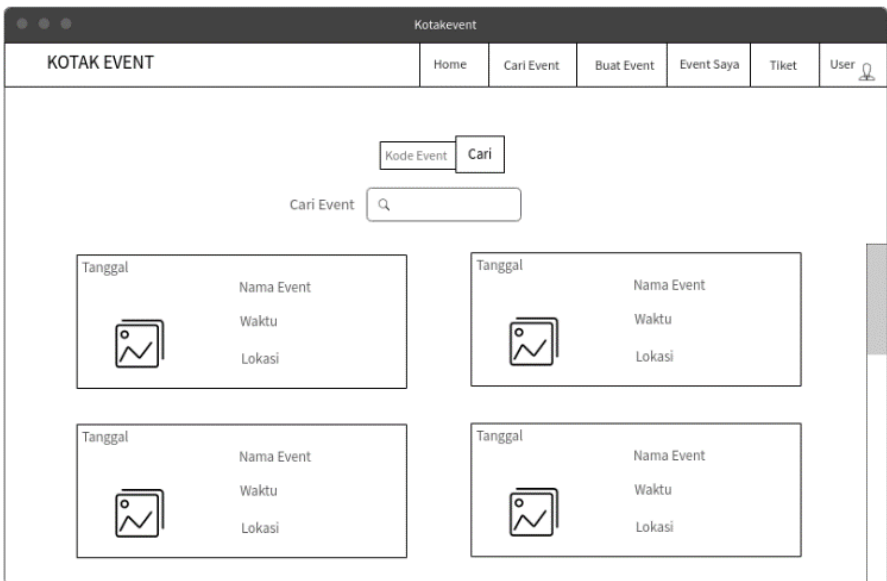 Kotakevent
KOTAK EVENT
Home
Cari Event
Buat Event
Event Saya
Tiket
User
Kode Event
Cari
Cari Event
Tanggal
Nama Event
Waktu
Lokasi
Tanggal
Nama Event
Waktu
Lokasi
Tanggal
Nama Event
Waktu
Lokasi
Tanggal
Nama Event
Waktu
Lokasi